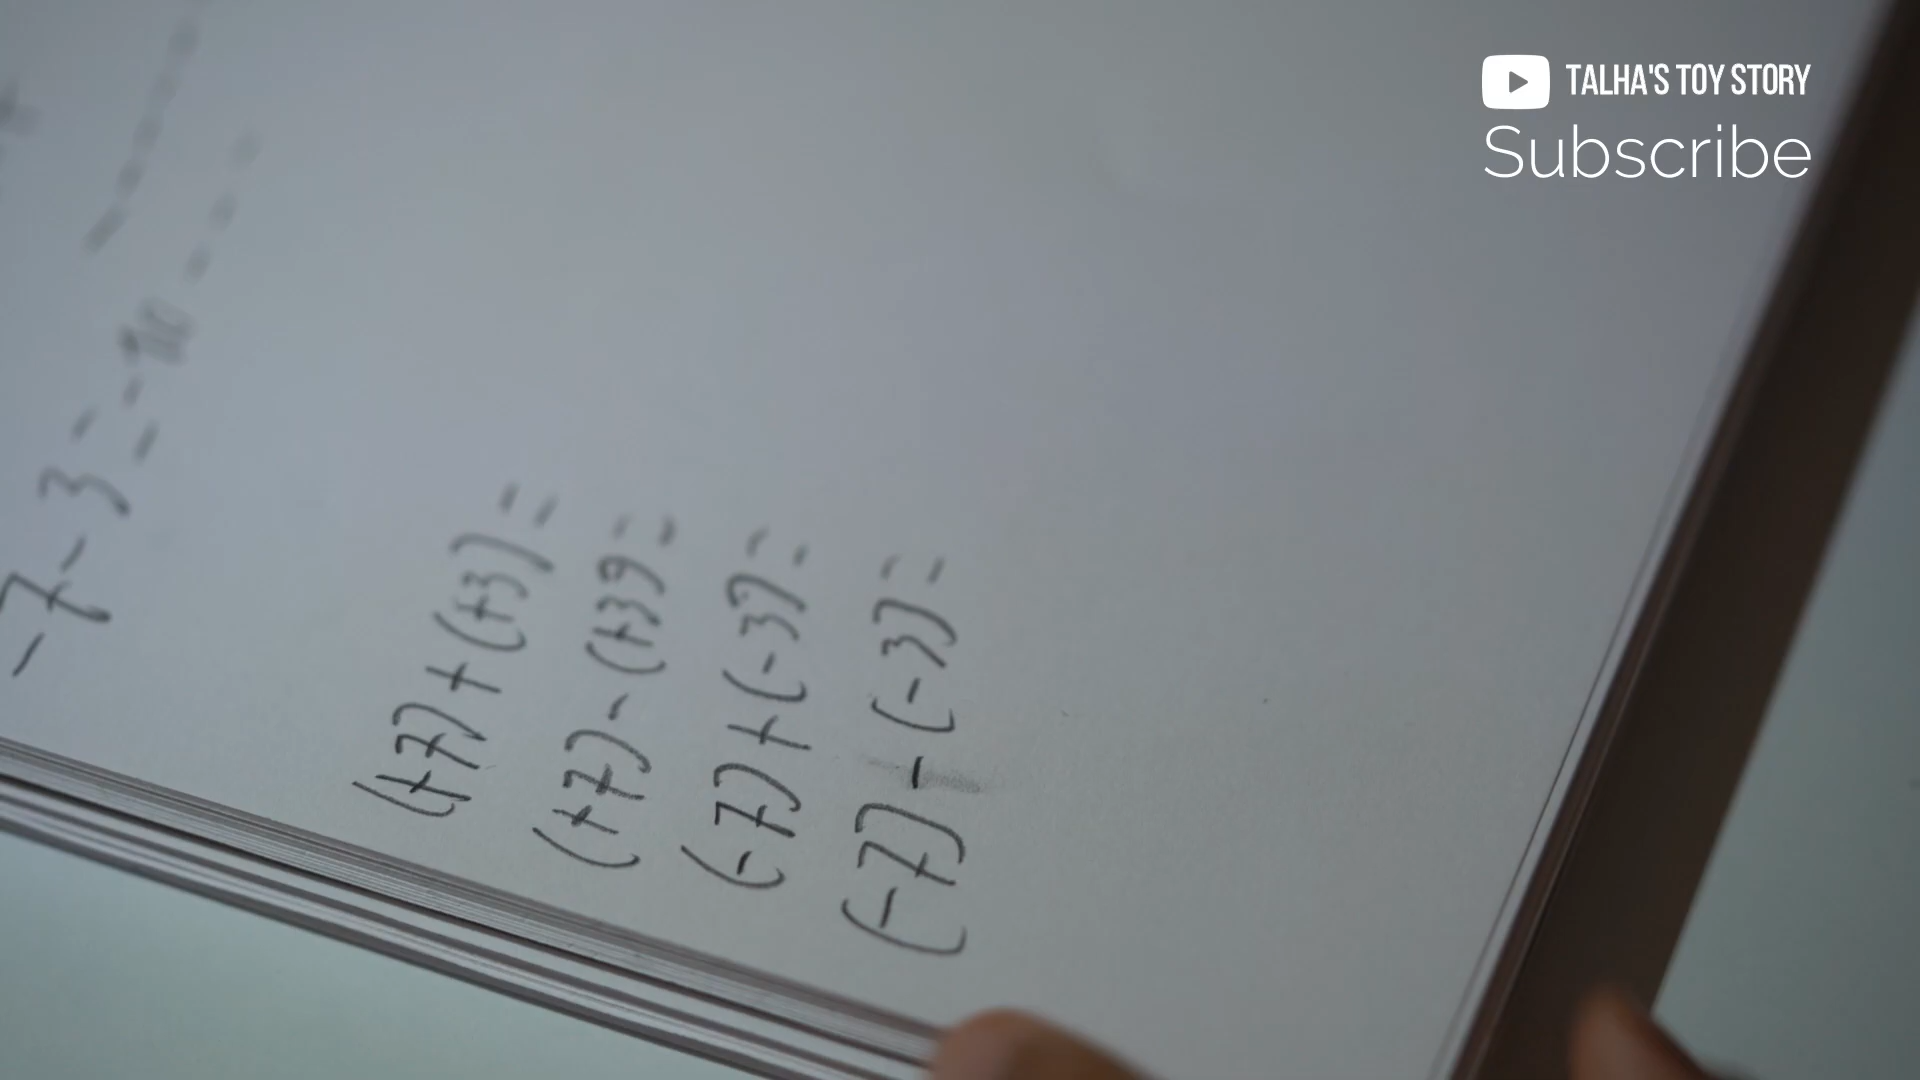 TALHA'S TOY STORY
Subscribe
-7-3=-10
(+7)+(+3)=
(+7)-(+3)=
(-7)+(-3)=
(-7)-(-3)=